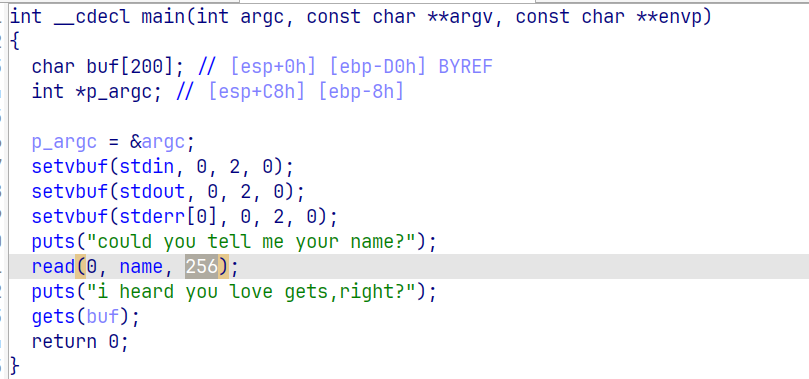 int __cdecl main(int argc, const char **argv, const char **envp)
{
  char buf[200]; // [esp+0h] [ebp-D0h] BYREF
  int *p_argc; // [esp+C8h] [ebp-8h]

  p_argc = &argc;
  setvbuf(stdin, 0, 2, 0);
  setvbuf(stdout, 0, 2, 0);
  setvbuf(stderr[0], 0, 2, 0);
  puts("could you tell me your name?");
  read(0, name, 256);
  puts("i heard you love gets,right?");
  gets(buf);
  return 0;
}